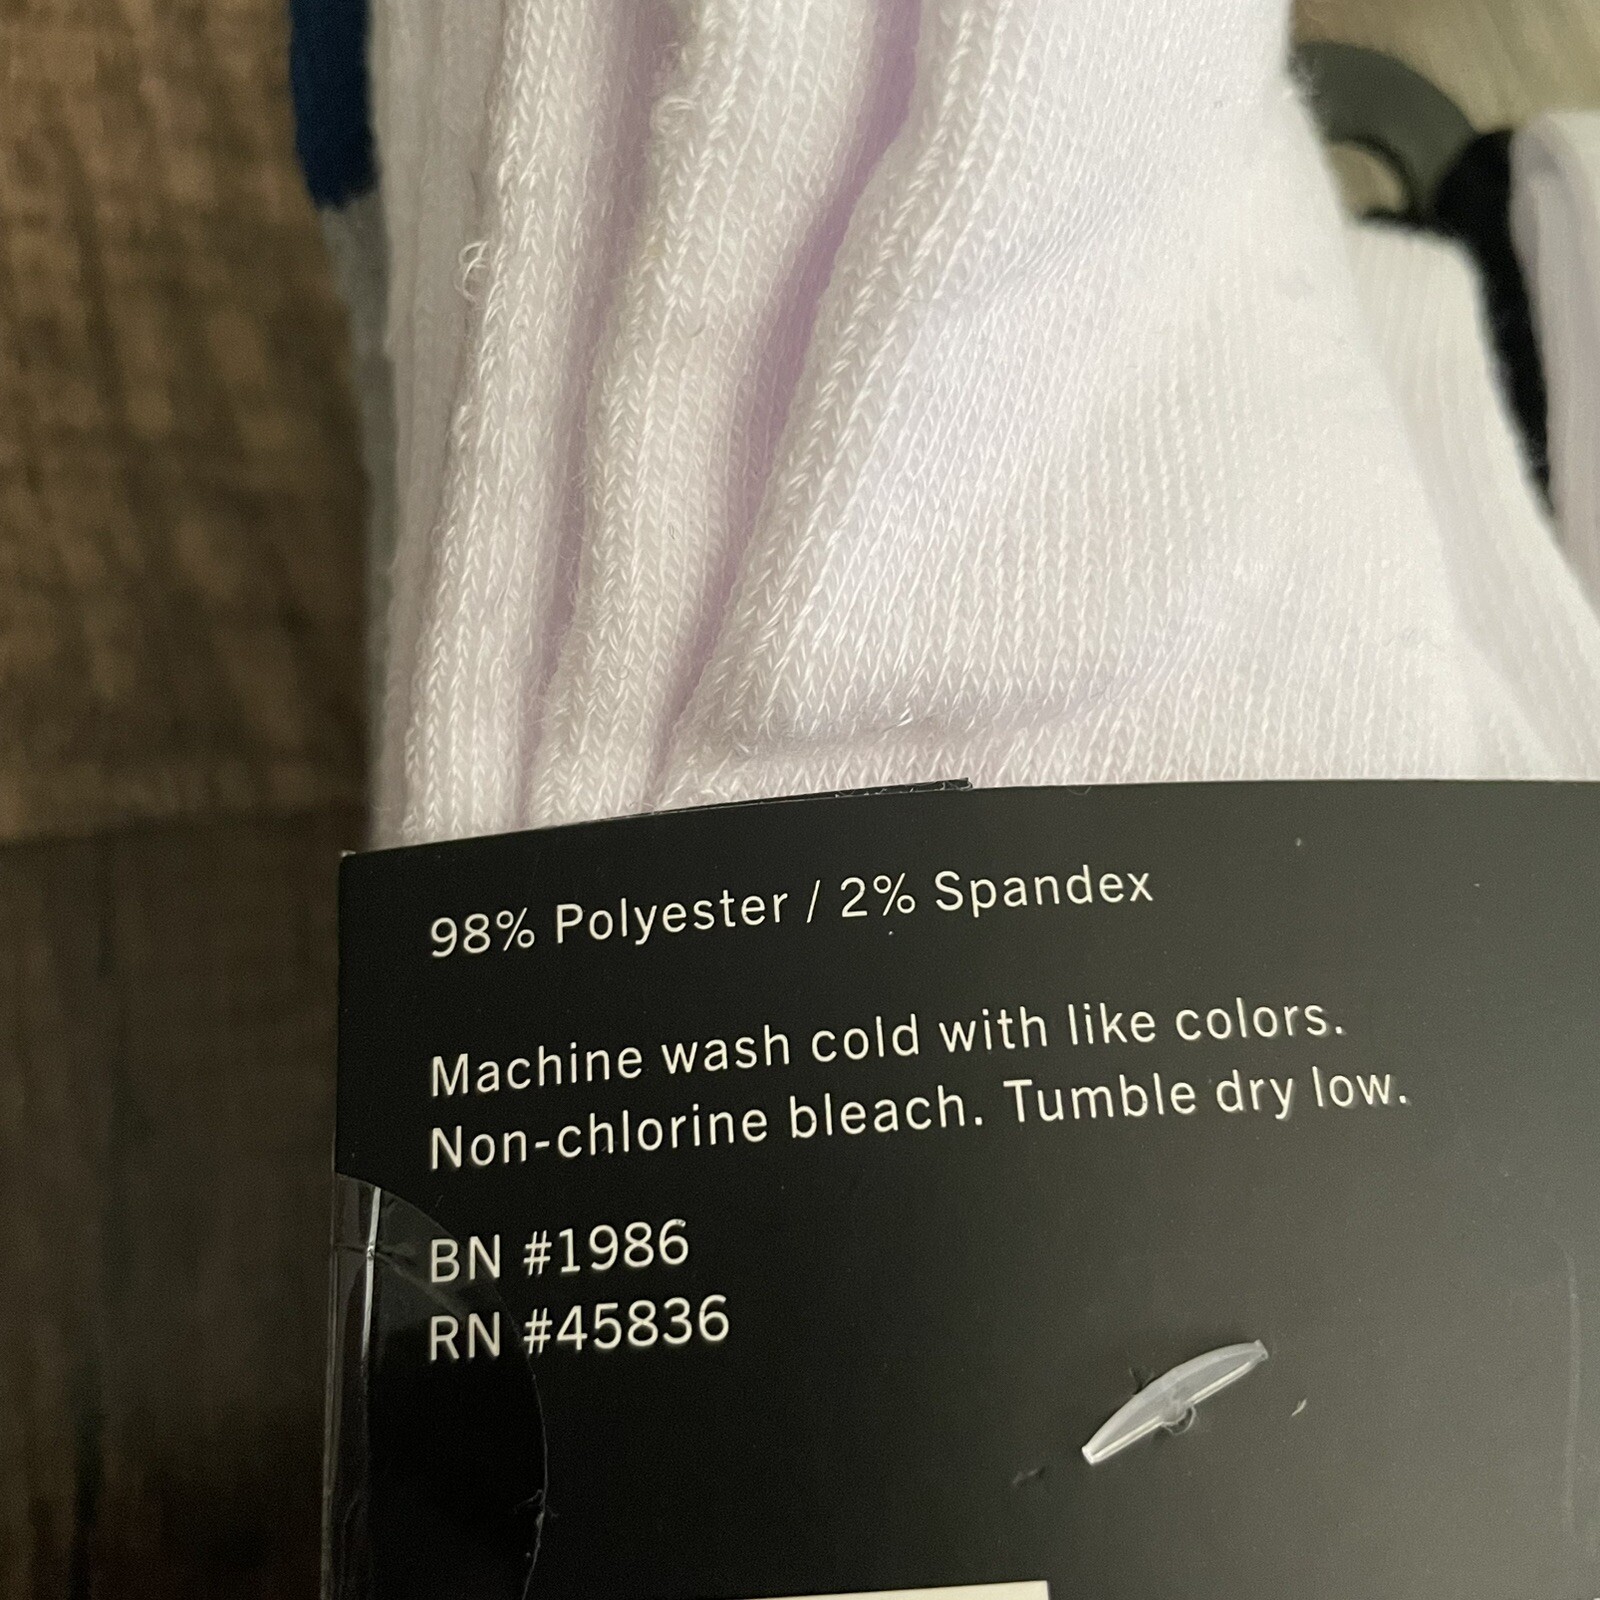 98% Polyester / 2% Spandex
Machine wash cold with like colors.
Non-chlorine bleach. Tumble dry low.
BN #1986
RN #45836